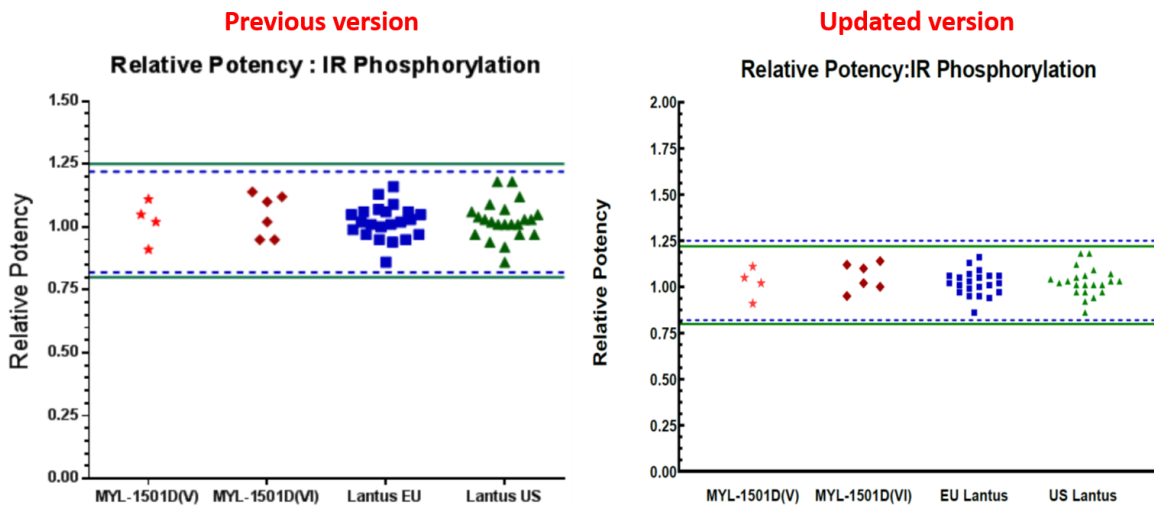 Previous version
Relative Potency : IR Phosphorylation
Relative Potency
1.50
1.25
1.00
0.75
0.50
0.25
0.00
MYL-1501D(V)
MYL-1501D(VI)
Lantus EU
Lantus US
Updated version
Relative Potency:IR Phosphorylation
Relative Potency
2.00
1.75
1.50
1.25
1.00
0.75
0.50
0.25
0.00
MYL-1501D(V)
MYL-1501D(VI)
EU Lantus
US Lantus